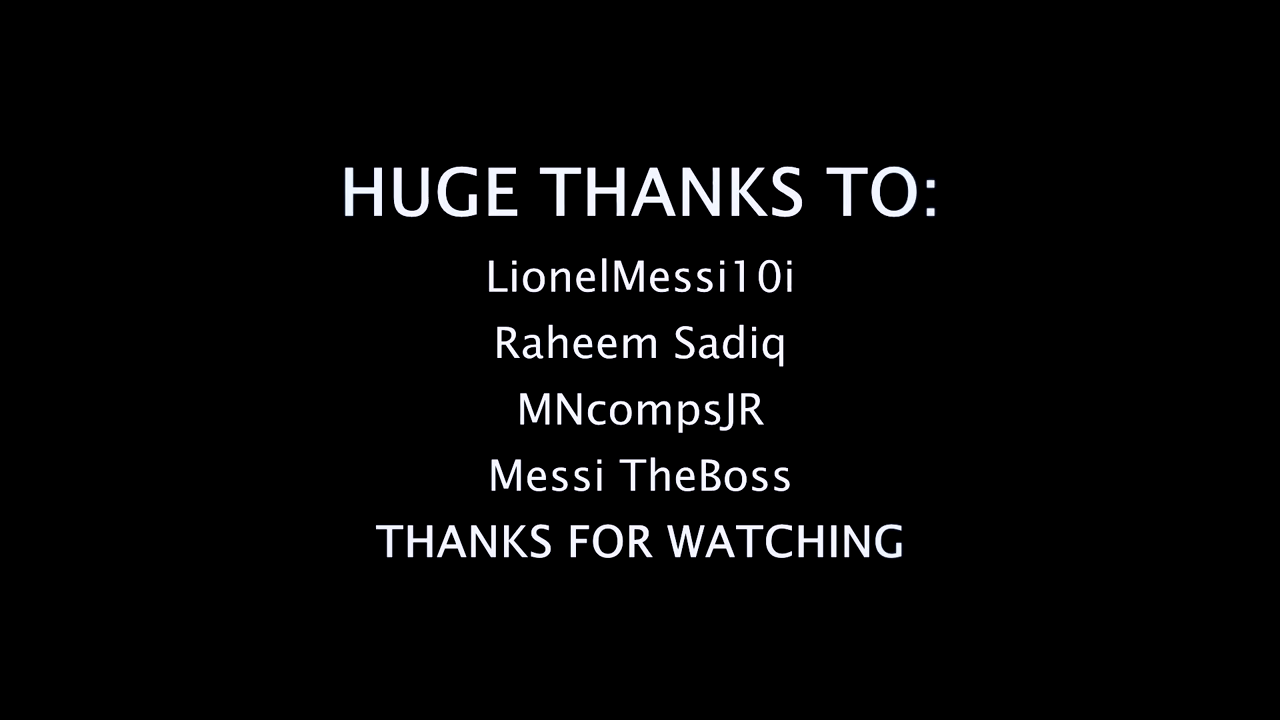 HUGE THANKS TO:
LionelMessi10i
Raheem Sadiq
MNcompsJR
Messi TheBoss
THANKS FOR WATCHING